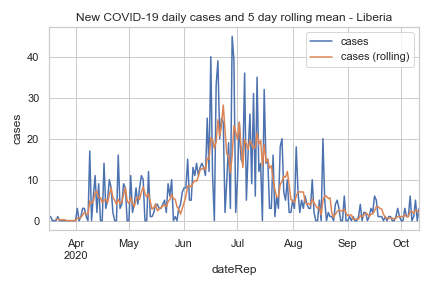 New COVID-19 daily cases and 5 day rolling mean - Liberia
cases
cases (rolling)
40
30
20
10
0
cases
Apr
2020
May
Jun
Jul
Aug
Sep
Oct
dateRep